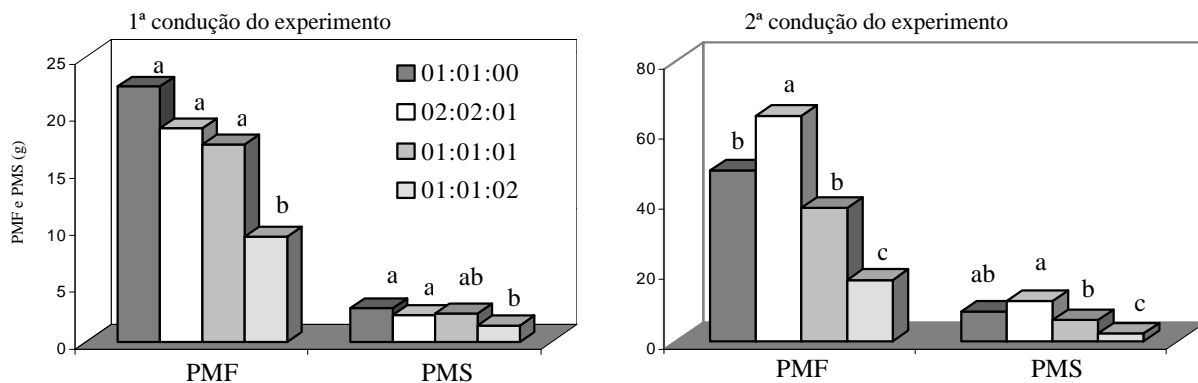 1ª condução do experimento
25
20
15
10
5
0
PMF e PMS (g)
a
a
a
b
a
a
ab
b
01:01:00
02:02:01
01:01:01
01:01:02
PMF
PMS
2ª condução do experimento
80
60
40
20
0
b
a
b
c
ab
a
b
c
PMF
PMS